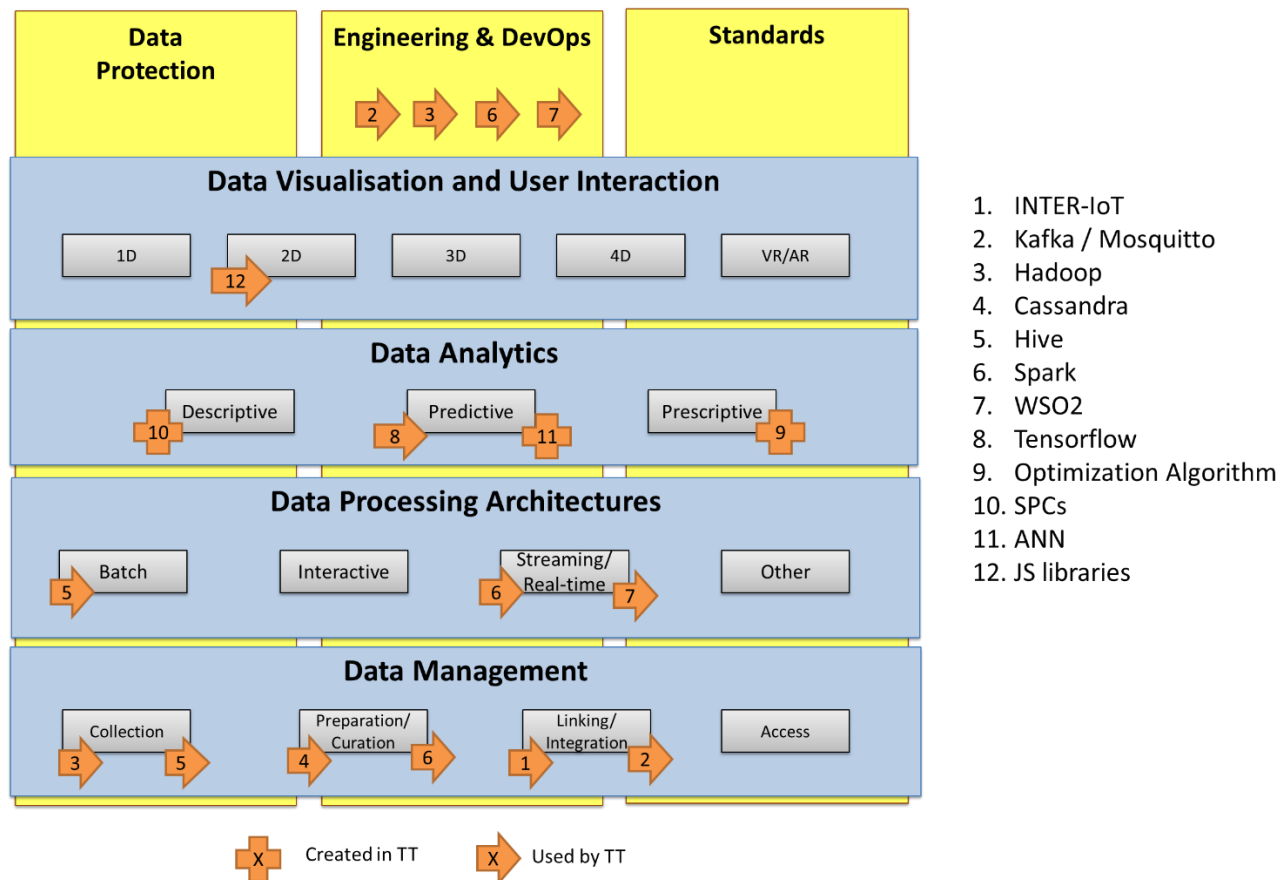 Data
Protection
Engineering & DevOps
Standards
2 3 6 7
Data Visualisation and User Interaction
1D 2D 3D 4D VR/AR
12
Data Analytics
Descriptive Predictive Prescriptive
10 8 11 9
Data Processing Architectures
Batch Interactive Streaming/
Real-time Other
5 6 7
Data Management
Collection Preparation/
Curation Linking/
Integration Access
3 5 4 6 1 2
X Created in TT X Used by TT
1. INTER-IoT
2. Kafka / Mosquitto
3. Hadoop
4. Cassandra
5. Hive
6. Spark
7. WSO2
8. Tensorflow
9. Optimization Algorithm
10. SPCs
11. ANN
12. JS libraries